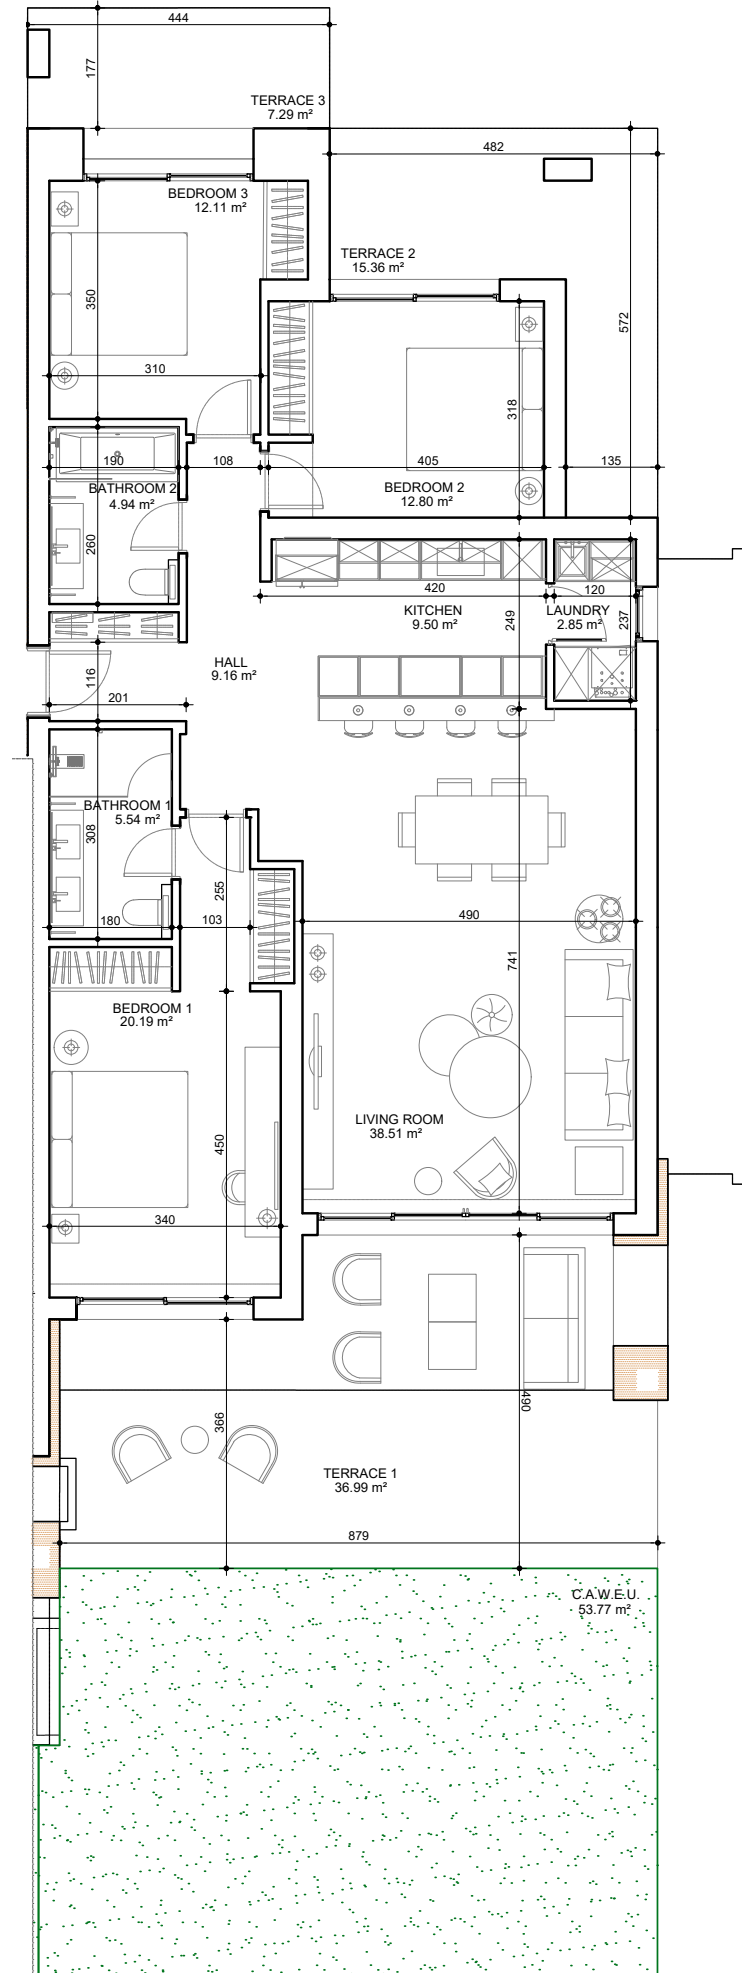 444
177
TERRACE 3
7.29 m²
482
BEDROOM 3
12.11 m²
TERRACE 2
15.36 m²
350
572
310
318
190
108
405
135
BATHROOM 2
4.94 m²
BEDROOM 2
12.80 m²
260
420
120
KITCHEN
9.50 m²
249
LAUNDRY
2.85 m²
237
HALL
9.16 m²
116
201
BATHROOM 1
5.54 m²
308
255
180
103
490
741
BEDROOM 1
20.19 m²
LIVING ROOM
38.51 m²
450
340
490
366
TERRACE 1
36.99 m²
879
C.A.W.E.U.
53.77 m²